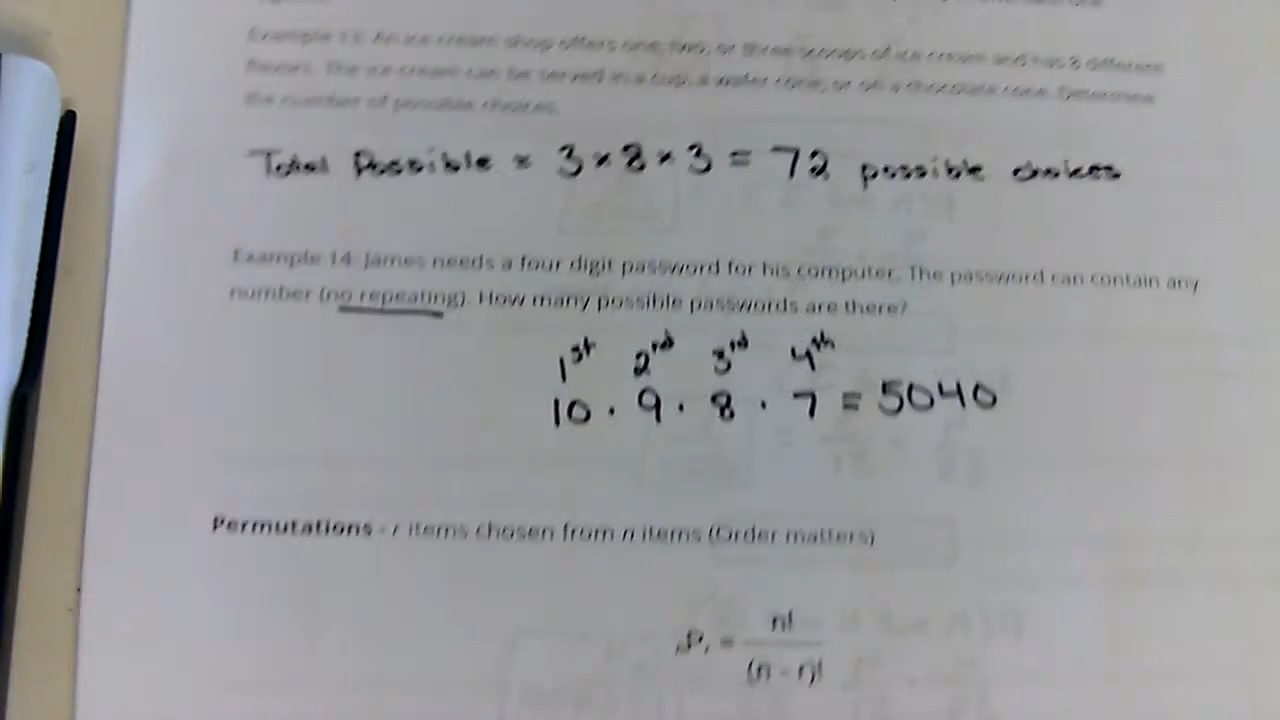 Example 13: An ice cream shop offers one, two, or three scoops of ice cream and has 8 different
flavors. The ice cream can be served in a cup, a wafer cone, or on a chocolate cone. Determine
the number of possible choices.
Total Possible = 3 × 8 × 3 = 72 possible choices
Example 14: James needs a four digit password for his computer. The password can contain any
number (no repeating). How many possible passwords are there?
1st 2rd 3rd 4th
10 · 9 · 8 · 7 = 5040
Permutations - r items chosen from n items (Order matters)
nPr = n!
(n - r)!